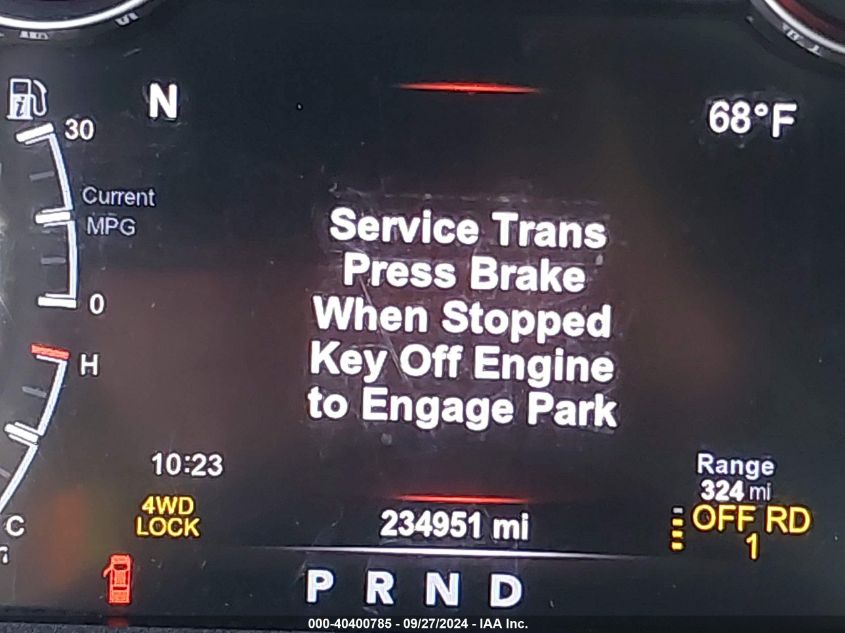 N
68°F
30
Current
MPG
0
H
Service Trans
Press Brake
When Stopped
Key Off Engine
to Engage Park
10:23
Range
324 mi
4WD
LOCK
234951 mi
OFF RD
1
C
P R N D
000-40400785 - 09/27/2024 - IAA Inc.